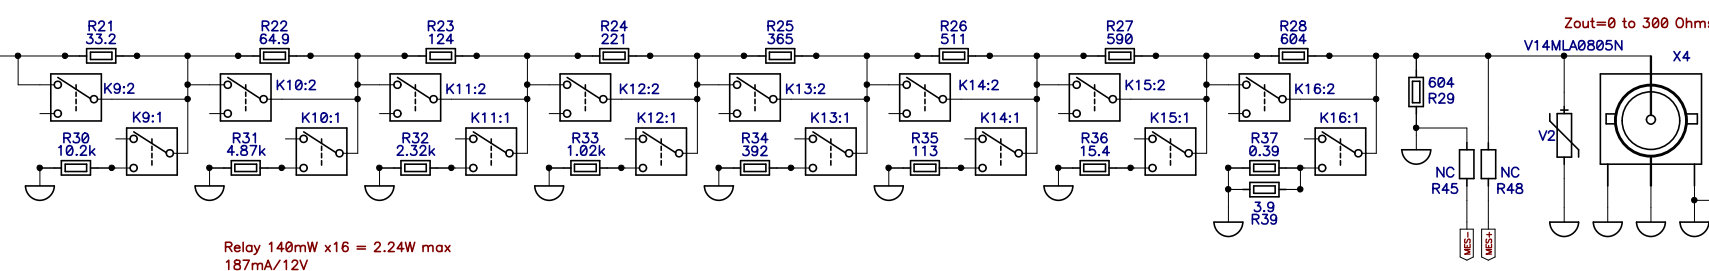 R21
33.2
R22
64.9
R23
124
R24
221
R25
365
R26
511
R27
590
R28
604
Zout=0 to 300 Ohms
V14MLA0805N
X4
K9:2
K10:2
K11:2
K12:2
K13:2
K14:2
K15:2
K16:2
604
R29
K9:1
K10:1
K11:1
K12:1
K13:1
K14:1
K15:1
K16:1
V2
R30
10.2k
R31
4.87k
R32
2.32k
R33
1.02k
R34
392
R35
113
R36
15.4
R37
0.39
NC
R45
NC
R48
3.9
R39
MES-
MES+
Relay 140mW x16 = 2.24W max
187mA/12V